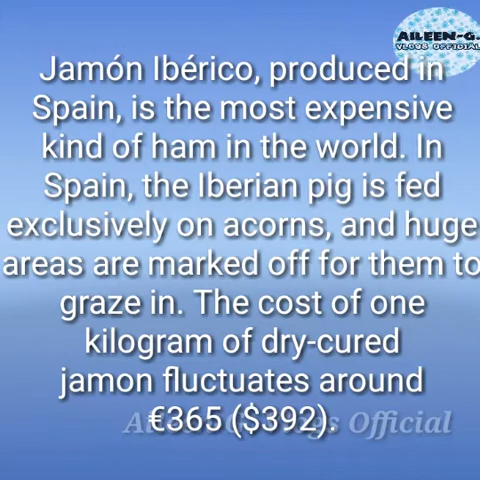 AILEEN-G.
VLOGS OFFICIAL
Jamón Ibérico, produced in
Spain, is the most expensive
kind of ham in the world. In
Spain, the Iberian pig is fed
exclusively on acorns, and huge
areas are marked off for them to
graze in. The cost of one
kilogram of dry-cured
jamon fluctuates around
€365 ($392).
Official